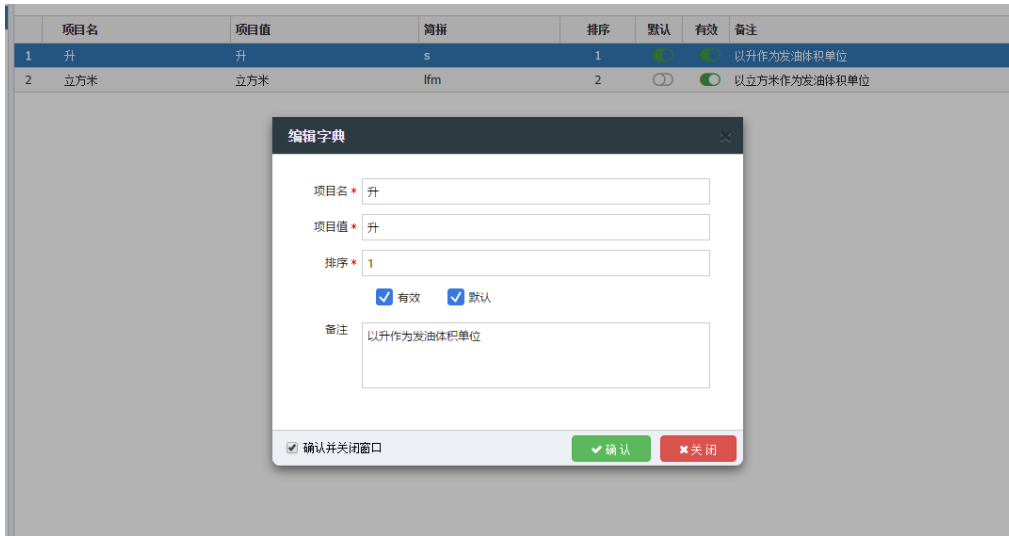 项目名 项目值 简拼 排序 默认 有效 备注
1 升 升 s 1 以升作为发油体积单位
2 立方米 立方米 lfm 2 以立方米作为发油体积单位
编辑字典
项目名* 升
项目值* 升
排序* 1
有效 默认
备注 以升作为发油体积单位
确认并关闭窗口 确认 关闭